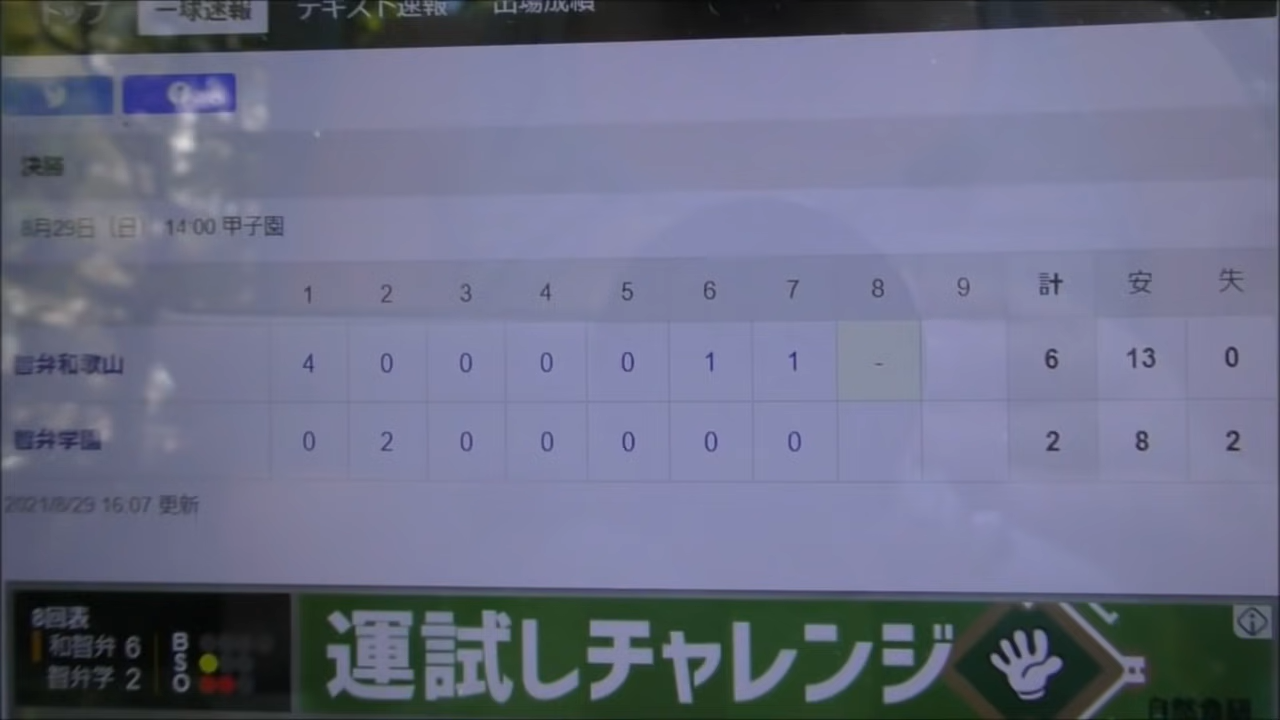 トップ 一球速報 テキスト速報 出場成績
決勝
8月29日（日） 14:00 甲子園
1 2 3 4 5 6 7 8 9 計 安 失
智弁和歌山 4 0 0 0 0 1 1 - 6 13 0
智弁学園 0 2 0 0 0 0 0 2 8 2
2021/8/29 16:07 更新
8回表
和智弁 6
智弁学 2
B
S
O
運試しチャレンジ